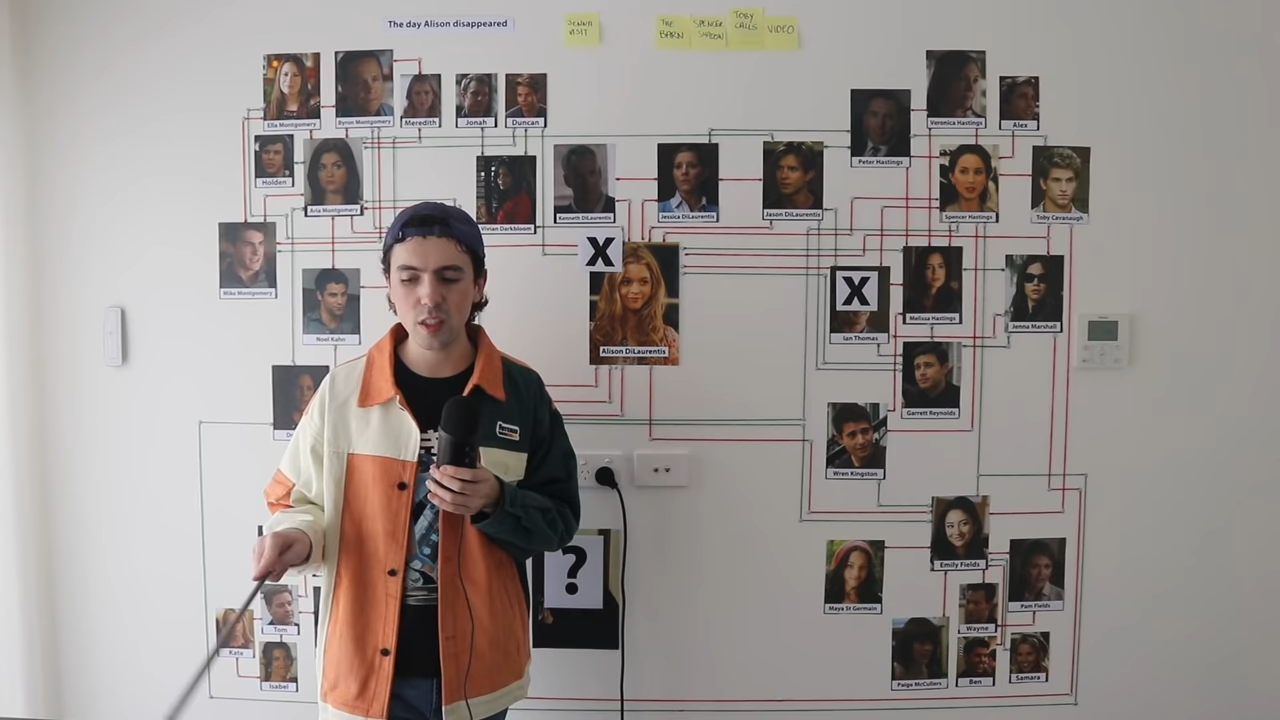 The day Alison disappeared
JENNA
VISIT
THE
BARN
SPENCER
TOBY
CALLS
VIDEO
Ella Montgomery
Byron Montgomery
Meredith
Jonah
Duncan
Veronica Hastings
Alex
Peter Hastings
Holden
Aria Montgomery
Vivian Darkbloom
Kenneth DiLaurentis
Jessica DiLaurentis
Jason DiLaurentis
Spencer Hastings
Toby Cavanaugh
Mike Montgomery
Noel Kahn
X
Alison DiLaurentis
X
Ian Thomas
Melissa Hastings
Jenna Marshall
Garrett Reynolds
Wren Kingston
Emily Fields
?
Maya St Germain
Pam Fields
Wayne
Paige McCullers
Ben
Samara
Tom
Kate
Isabel